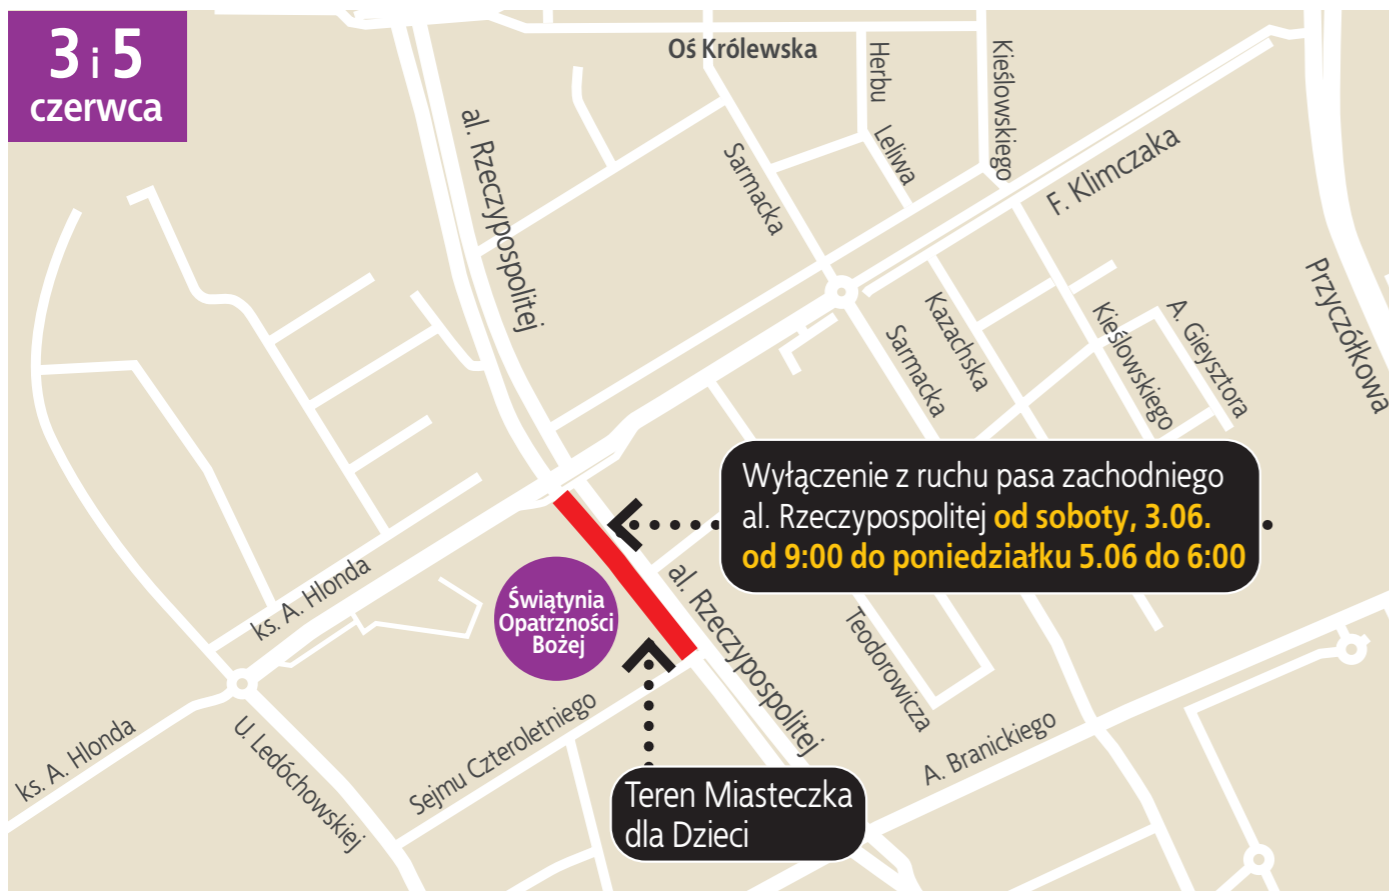 3 i 5
czerwca
Oś Królewska
Herbu
Leliwa
Kieślowskiego
al. Rzeczypospolitej
Sarmacka
F. Klimczaka
Przyczółkowa
Kazachska
Sarmacka
Kieślowskiego
A. Gieysztora
Wyłączenie z ruchu pasa zachodniego
al. Rzeczypospolitej od soboty, 3.06.
od 9:00 do poniedziałku 5.06 do 6:00
ks. A. Hlonda
Świątynia
Opatrzności
Bożej
al. Rzeczypospolitej
Teodorowicza
ks. A. Hlonda
U. Ledóchowskiej
Sejmu Czteroletniego
A. Branickiego
Teren Miasteczka
dla Dzieci